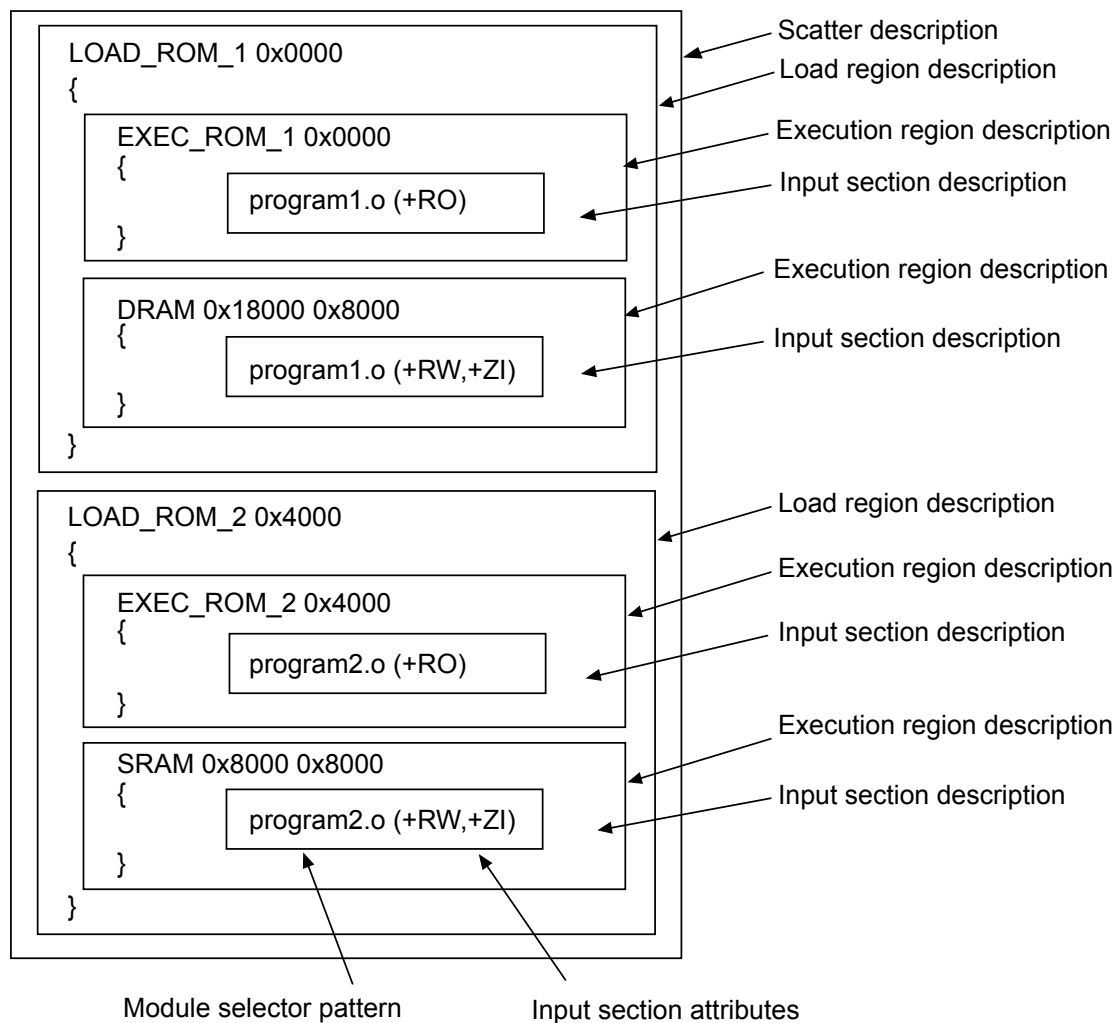 Scatter description
LOAD_ROM_1 0x0000
Load region description
{
EXEC_ROM_1 0x0000
Execution region description
{
program1.o (+RO)
Input section description
}
DRAM 0x18000 0x8000
Execution region description
{
program1.o (+RW,+ZI)
Input section description
}
}
LOAD_ROM_2 0x4000
Load region description
{
EXEC_ROM_2 0x4000
Execution region description
{
program2.o (+RO)
Input section description
}
SRAM 0x8000 0x8000
Execution region description
{
program2.o (+RW,+ZI)
Input section description
}
}
Module selector pattern
Input section attributes